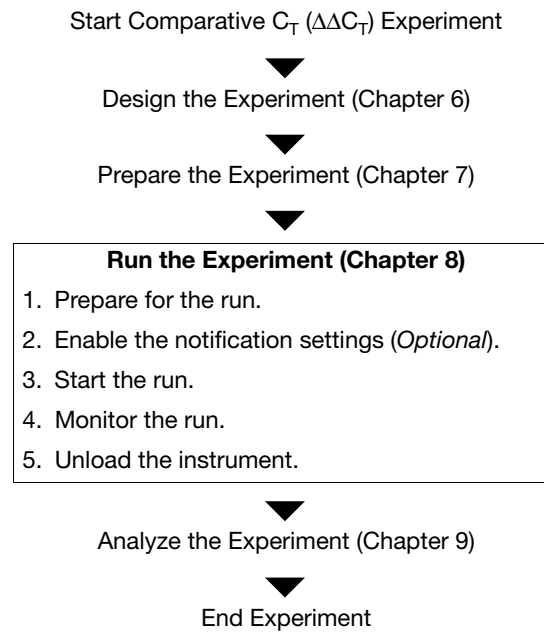 Start Comparative C_T (ΔΔC_T) Experiment
Design the Experiment (Chapter 6)
Prepare the Experiment (Chapter 7)
Run the Experiment (Chapter 8)
1. Prepare for the run.
2. Enable the notification settings (Optional).
3. Start the run.
4. Monitor the run.
5. Unload the instrument.
Analyze the Experiment (Chapter 9)
End Experiment